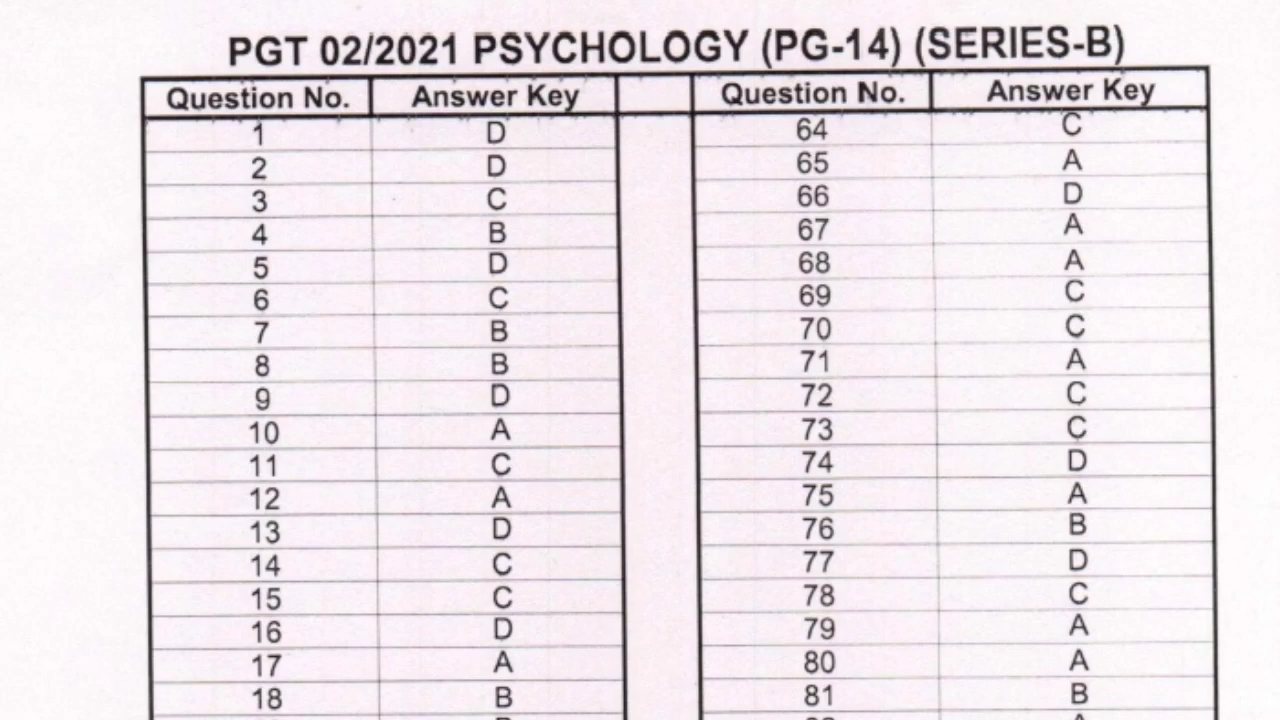 PGT 02/2021 PSYCHOLOGY (PG-14) (SERIES-B)
Question No. Answer Key Question No. Answer Key
1 D 64 C
2 D 65 A
3 C 66 D
4 B 67 A
5 D 68 A
6 C 69 C
7 B 70 C
8 B 71 A
9 D 72 C
10 A 73 C
11 C 74 D
12 A 75 A
13 D 76 B
14 C 77 D
15 C 78 C
16 D 79 A
17 A 80 A
18 B 81 B